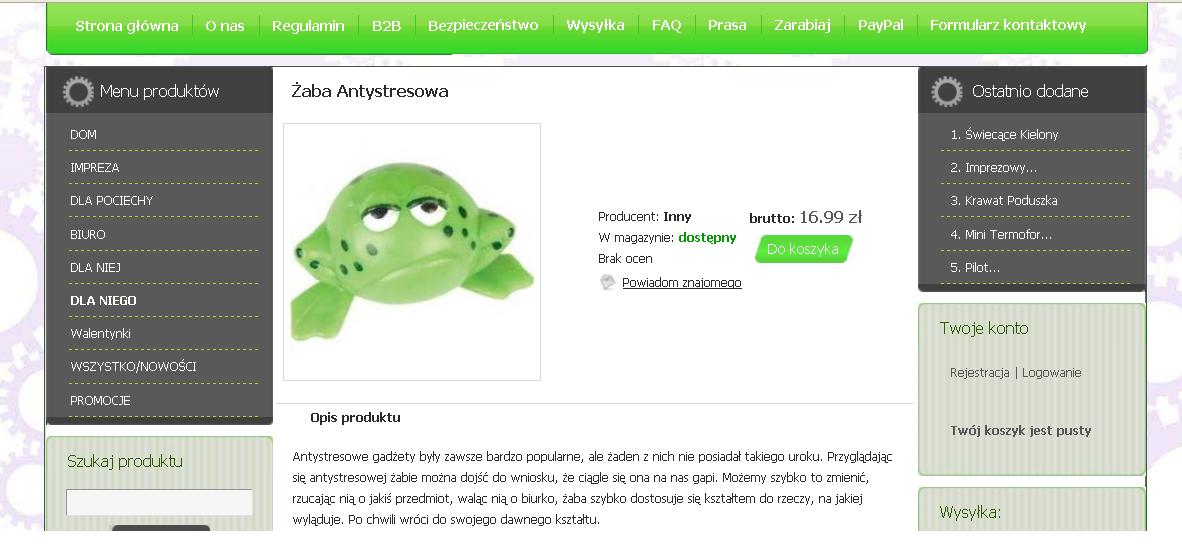 Strona główna
O nas
Regulamin
B2B
Bezpieczeństwo
Wysyłka
FAQ
Prasa
Zarabiaj
PayPal
Formularz kontaktowy
Menu produktów
DOM
IMPREZA
DLA POCIECHY
BIURO
DLA NIEJ
DLA NIEGO
Walentynki
WSZYSTKO/NOWOŚCI
PROMOCJE
Szukaj produktu
Żaba Antystresowa
Producent: Inny
W magazynie: dostępny
Brak ocen
Powiadom znajomego
brutto: 16.99 zł
Do koszyka
Opis produktu
Antystresowe gadżety były zawsze bardzo popularne, ale żaden z nich nie posiadał takiego uroku. Przyglądając
się antystresowej żabie można dojść do wniosku, że ciągle się ona na nas gapi. Możemy szybko to zmienić,
rzucając nią o jakiś przedmiot, waląc nią o biurko, żaba szybko dostosuje się kształtem do rzeczy, na jakiej
wyląduje. Po chwili wróci do swojego dawnego kształtu.
Ostatnio dodane
1. Świecące Kielony
2. Imprezowy...
3. Krawat Poduszka
4. Mini Termofor...
5. Pilot...
Twoje konto
Rejestracja | Logowanie
Twój koszyk jest pusty
Wysyłka: